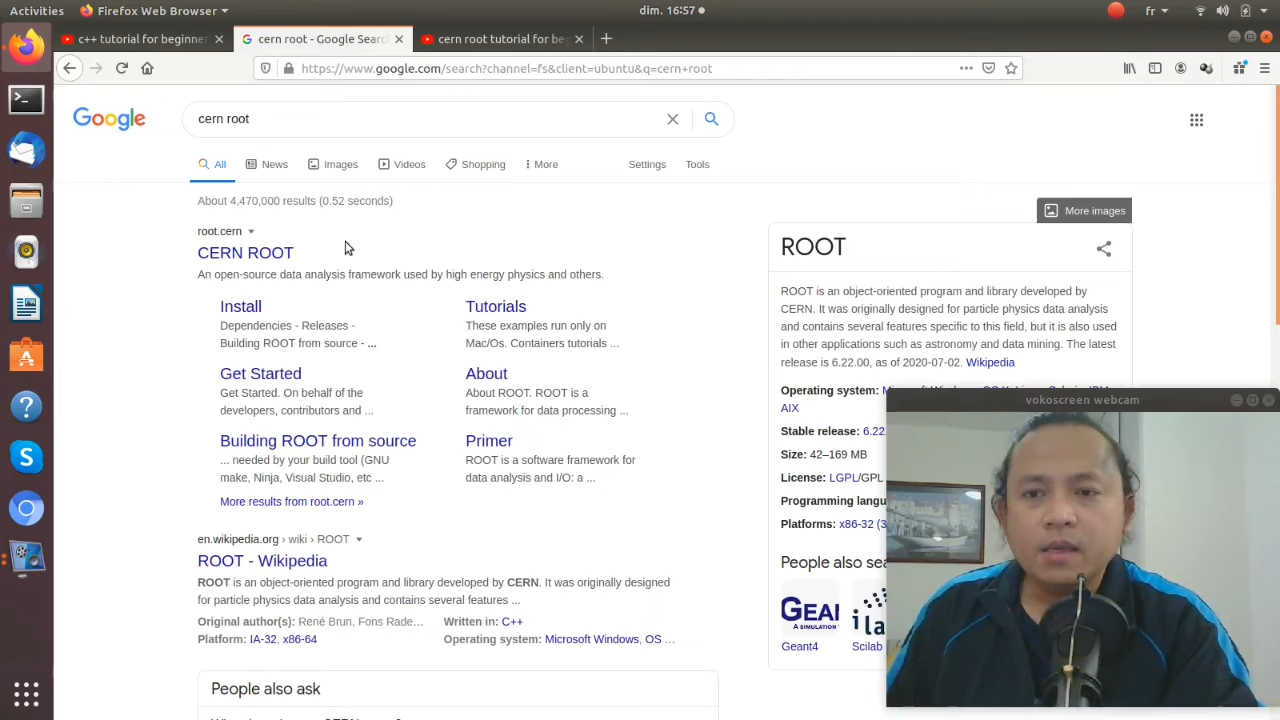 Activities
Firefox Web Browser
dim. 16:57
fr
c++ tutorial for beginner
cern root - Google Searc
cern root tutorial for be
https://www.google.com/search?channel=fs&client=ubuntu&q=cern+root
Google
cern root
All
News
Images
Videos
Shopping
More
Settings
Tools
About 4,470,000 results (0.52 seconds)
root.cern
CERN ROOT
An open-source data analysis framework used by high energy physics and others.
Install
Dependencies - Releases -
Building ROOT from source - ...
Tutorials
These examples run only on
Mac/Os. Containers tutorials ...
Get Started
Get Started. On behalf of the
developers, contributors and ...
About
About ROOT. ROOT is a
framework for data processing ...
Building ROOT from source
... needed by your build tool (GNU
make, Ninja, Visual Studio, etc ...
Primer
ROOT is a software framework for
data analysis and I/O: a ...
More results from root.cern »
en.wikipedia.org › wiki › ROOT
ROOT - Wikipedia
ROOT is an object-oriented program and library developed by CERN. It was originally designed
for particle physics data analysis and contains several features ...
Original author(s): René Brun, Fons Rade...
Written in: C++
Platform: IA-32, x86-64
Operating system: Microsoft Windows, OS ...
People also ask
More images
ROOT
ROOT is an object-oriented program and library developed by
CERN. It was originally designed for particle physics data analysis
and contains several features specific to this field, but it is also used
in other applications such as astronomy and data mining. The latest
release is 6.22.00, as of 2020-07-02. Wikipedia
Operating system:
AIX
Stable release: 6.22
Size: 42–169 MB
License: LGPL/GPL
Programming langu
Platforms: x86-32 (3
People also sea
GEAN
A SIMULATION
Geant4
ila
Scilab
vokoscreen webcam